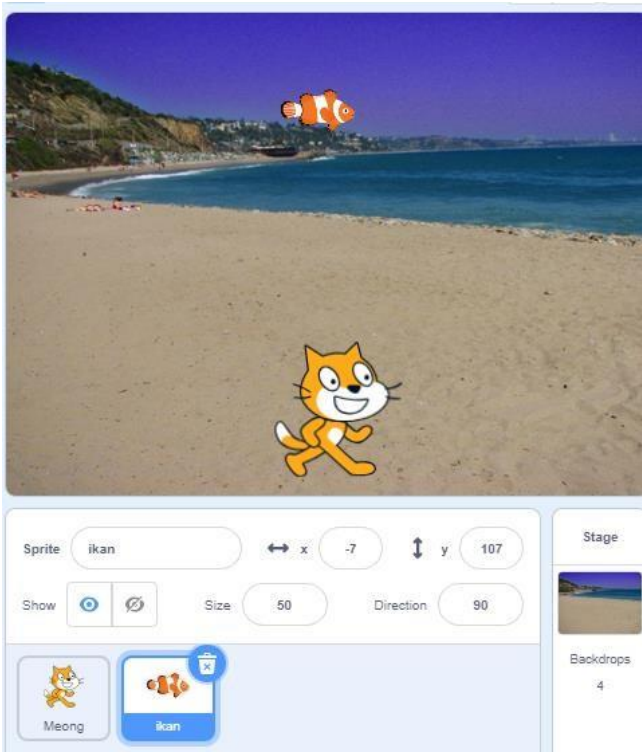 Sprite ikan x -7 y 107
Show Size 50 Direction 90
Meong
ikan
Stage
Backdrops
4